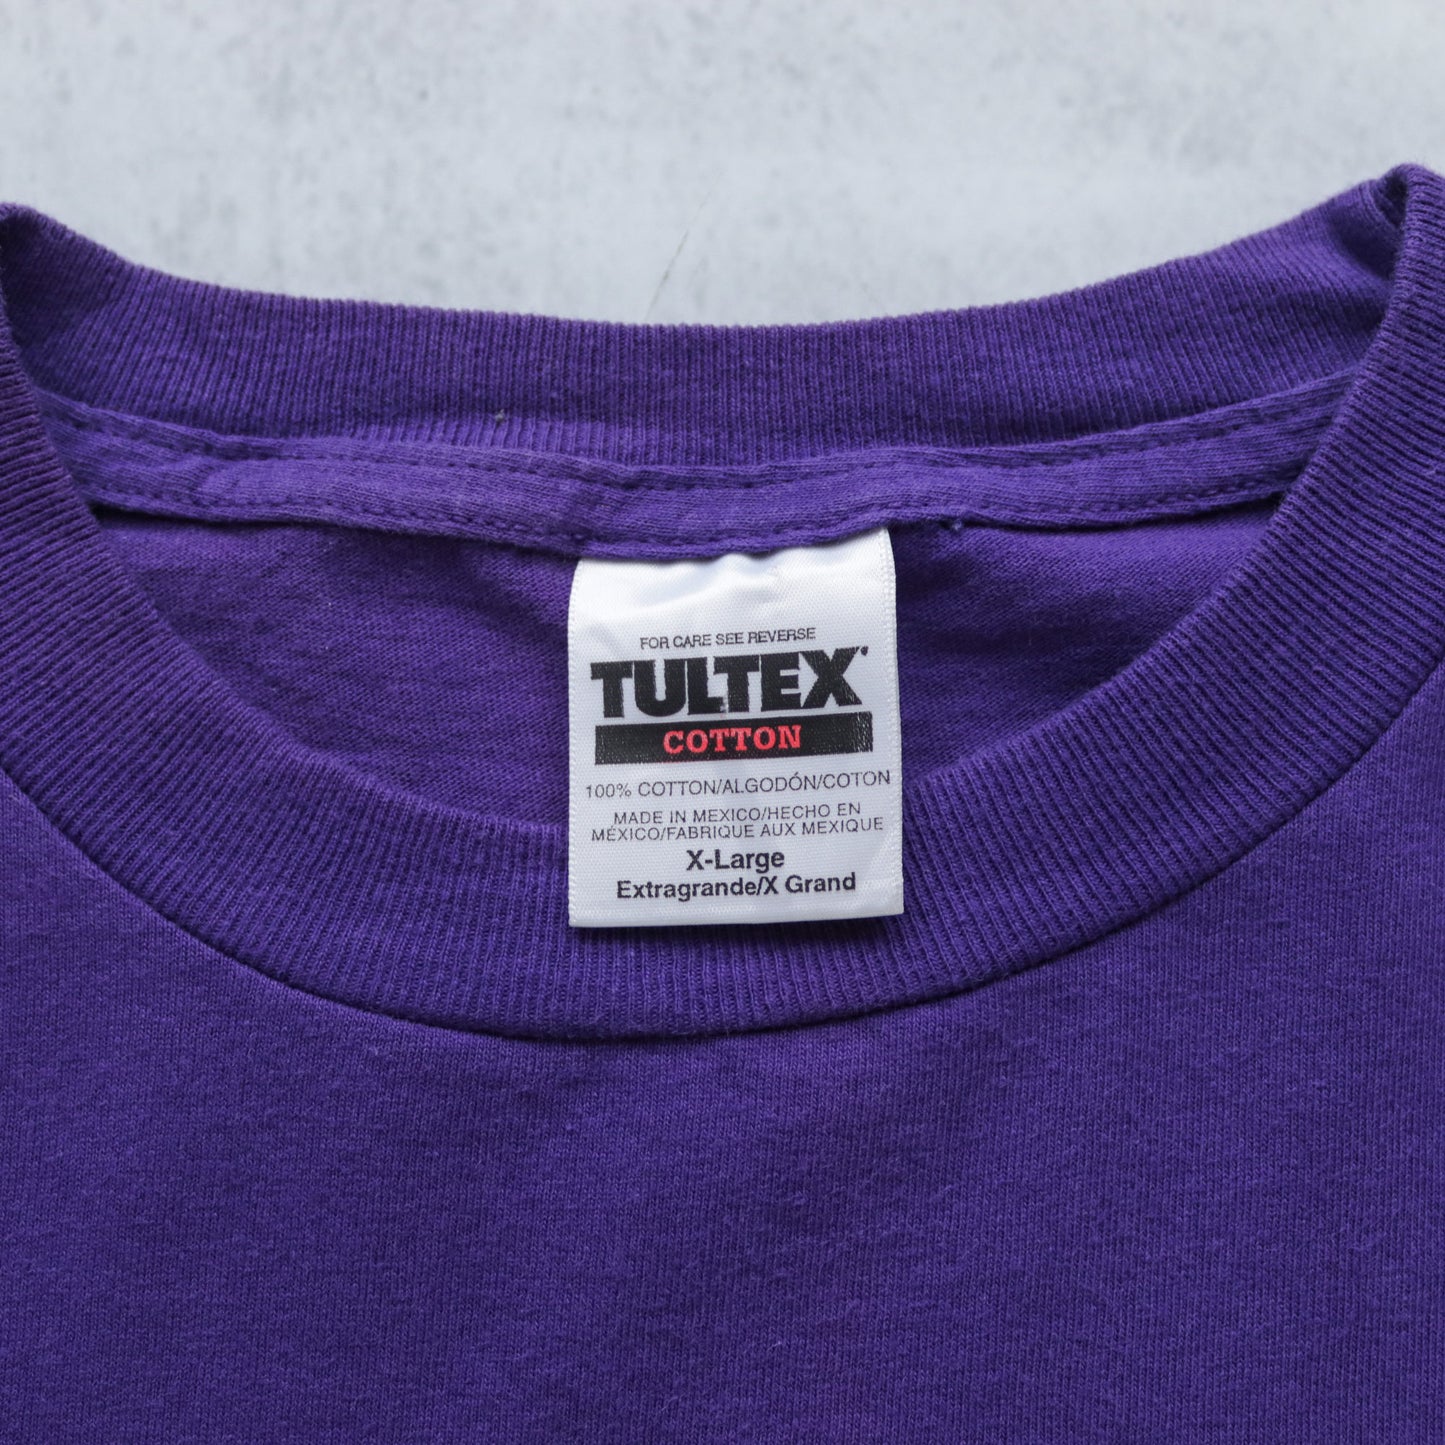 FOR CARE SEE REVERSE
TULTEX®
COTTON
100% COTTON/ALGODÓN/COTON
MADE IN MEXICO/HECHO EN
MÉXICO/FABRIQUE AUX MEXIQUE
X-Large
Extragrande/X Grand